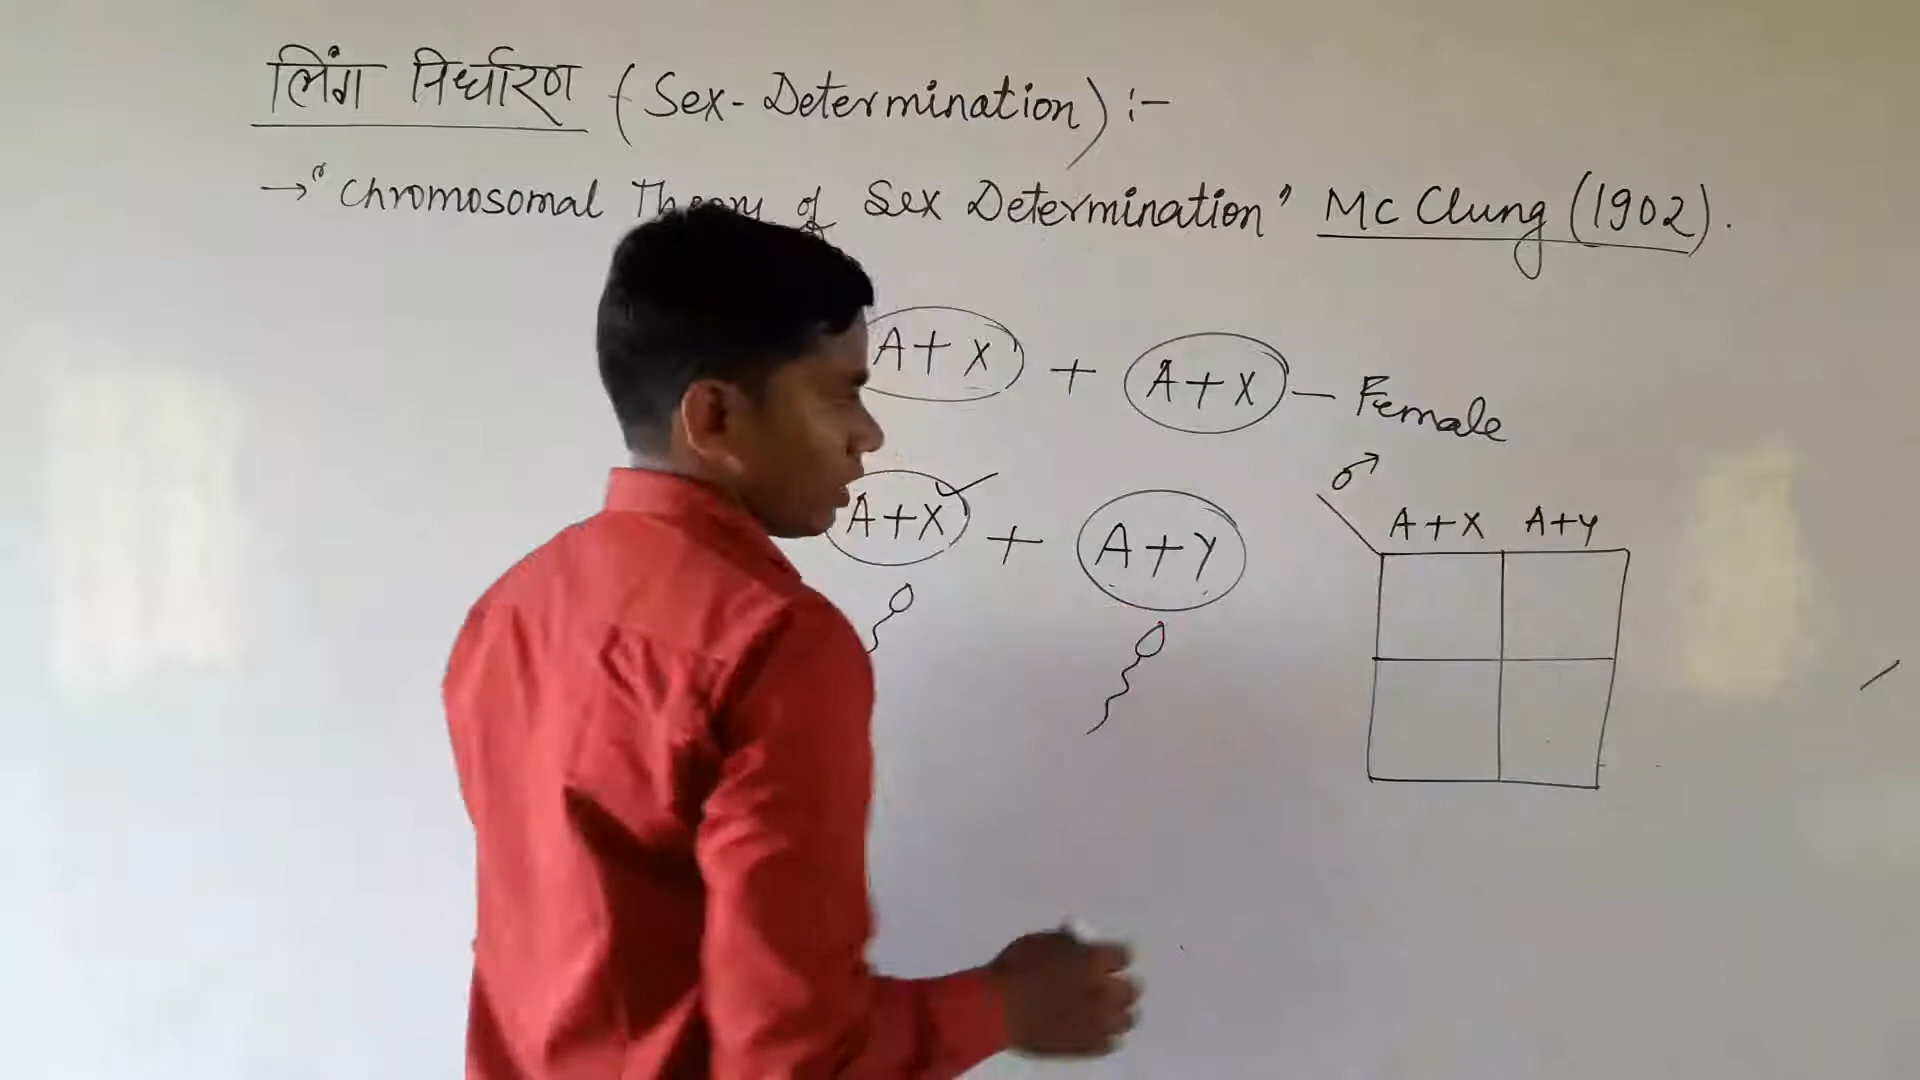 लिंग निर्धारण (Sex-Determination) :-
→ "Chromosomal Theory of Sex Determination" Mc Clung (1902).
A+X + A+X - Female
♂
A+X + A+Y
A+X A+Y